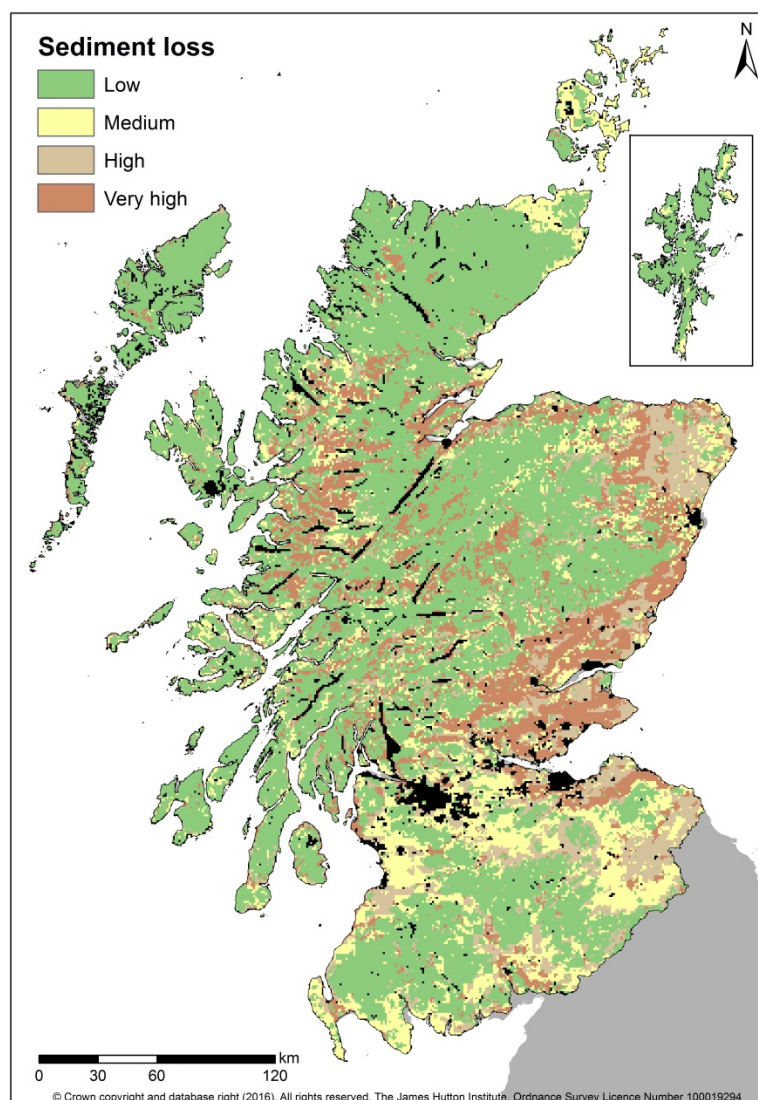 Sediment loss
Low
Medium
High
Very high
N
km
0 30 60 120
© Crown copyright and database right (2016). All rights reserved. The James Hutton Institute, Ordnance Survey Licence Number 100019294